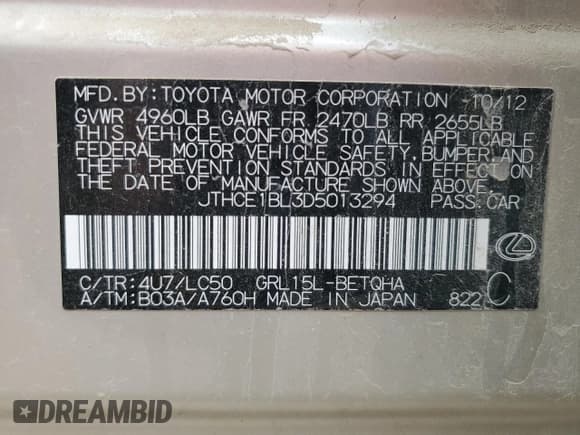 MFD. BY: TOYOTA MOTOR CORPORATION 10/12
GVWR 4960LB GAWR FR 2470LB RR 2655LB
THIS VEHICLE CONFORMS TO ALL APPLICABLE
FEDERAL MOTOR VEHICLE SAFETY, BUMPER, AND
THEFT PREVENTION STANDARDS IN EFFECT ON
THE DATE OF MANUFACTURE SHOWN ABOVE.
JTHCE1BL3D5013294 PASS. CAR
C/TR: 4U7/LC50 GRL15L-BETQHA
A/TM: B03A/A760H MADE IN JAPAN 822 C
DREAMBID